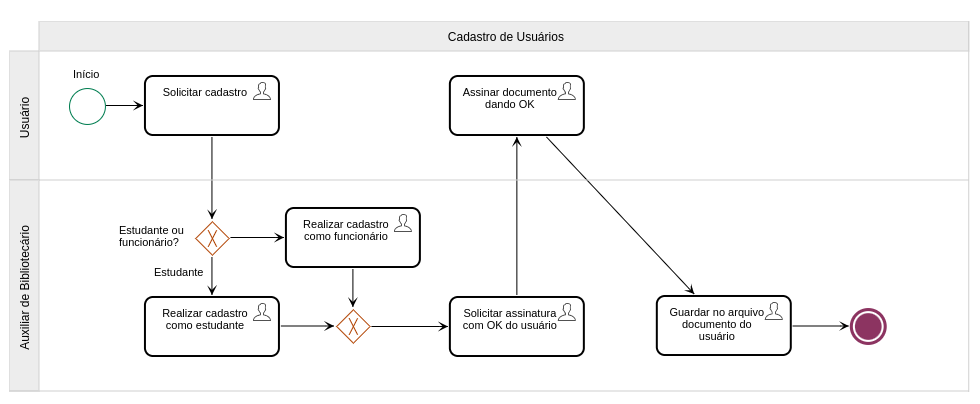 Cadastro de Usuários
Usuário
Início
Solicitar cadastro
Assinar documento
dando OK
Auxiliar de Bibliotecário
Estudante ou
funcionário?
Realizar cadastro
como funcionário
Estudante
Realizar cadastro
como estudante
Solicitar assinatura
com OK do usuário
Guardar no arquivo
documento do
usuário